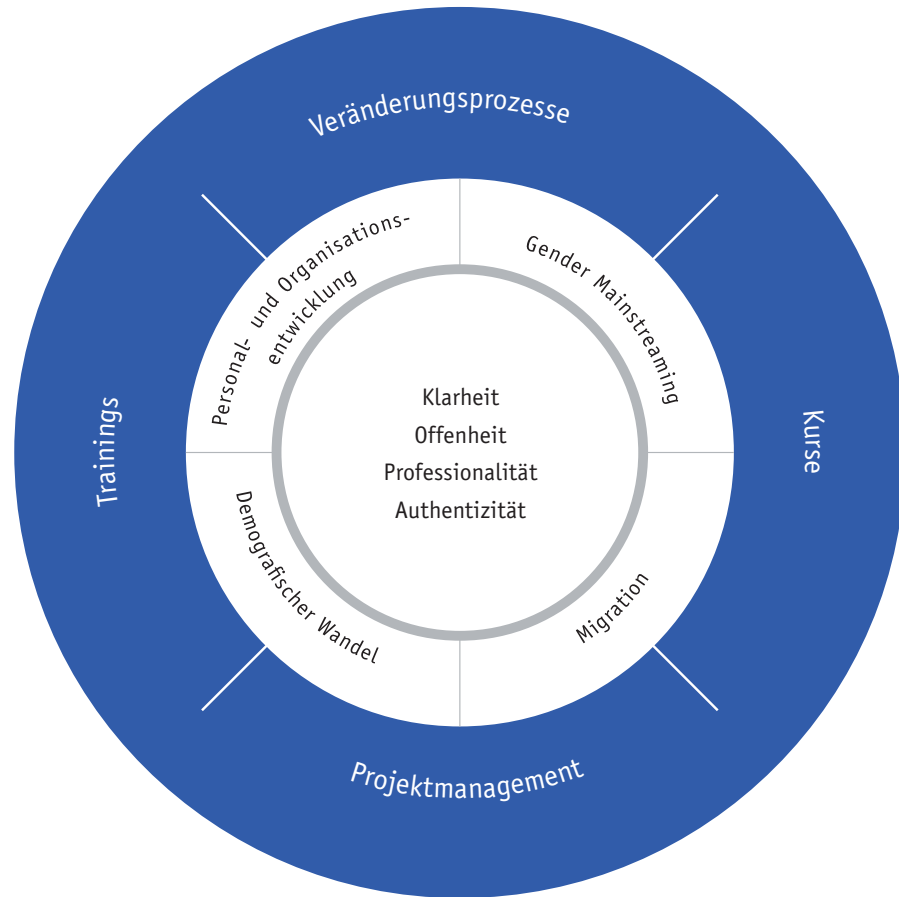 Veränderungsprozesse
Personal- und Organisations-
entwicklung
Gender Mainstreaming
Klarheit
Offenheit
Professionalität
Authentizität
Trainings
Kurse
Demografischer Wandel
Migration
Projektmanagement